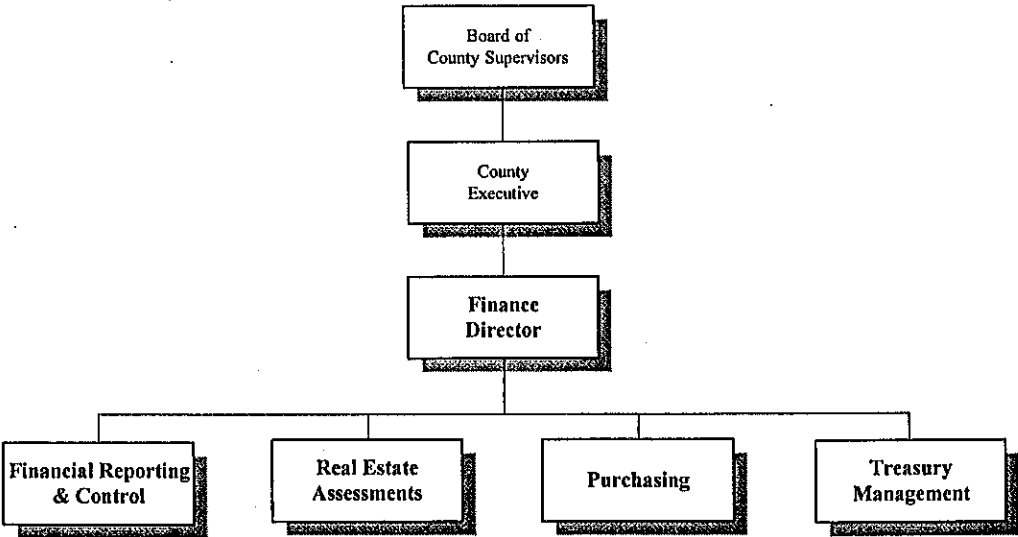 Board of
County Supervisors
County
Executive
Finance
Director
Financial Reporting
& Control
Real Estate
Assessments
Purchasing
Treasury
Management